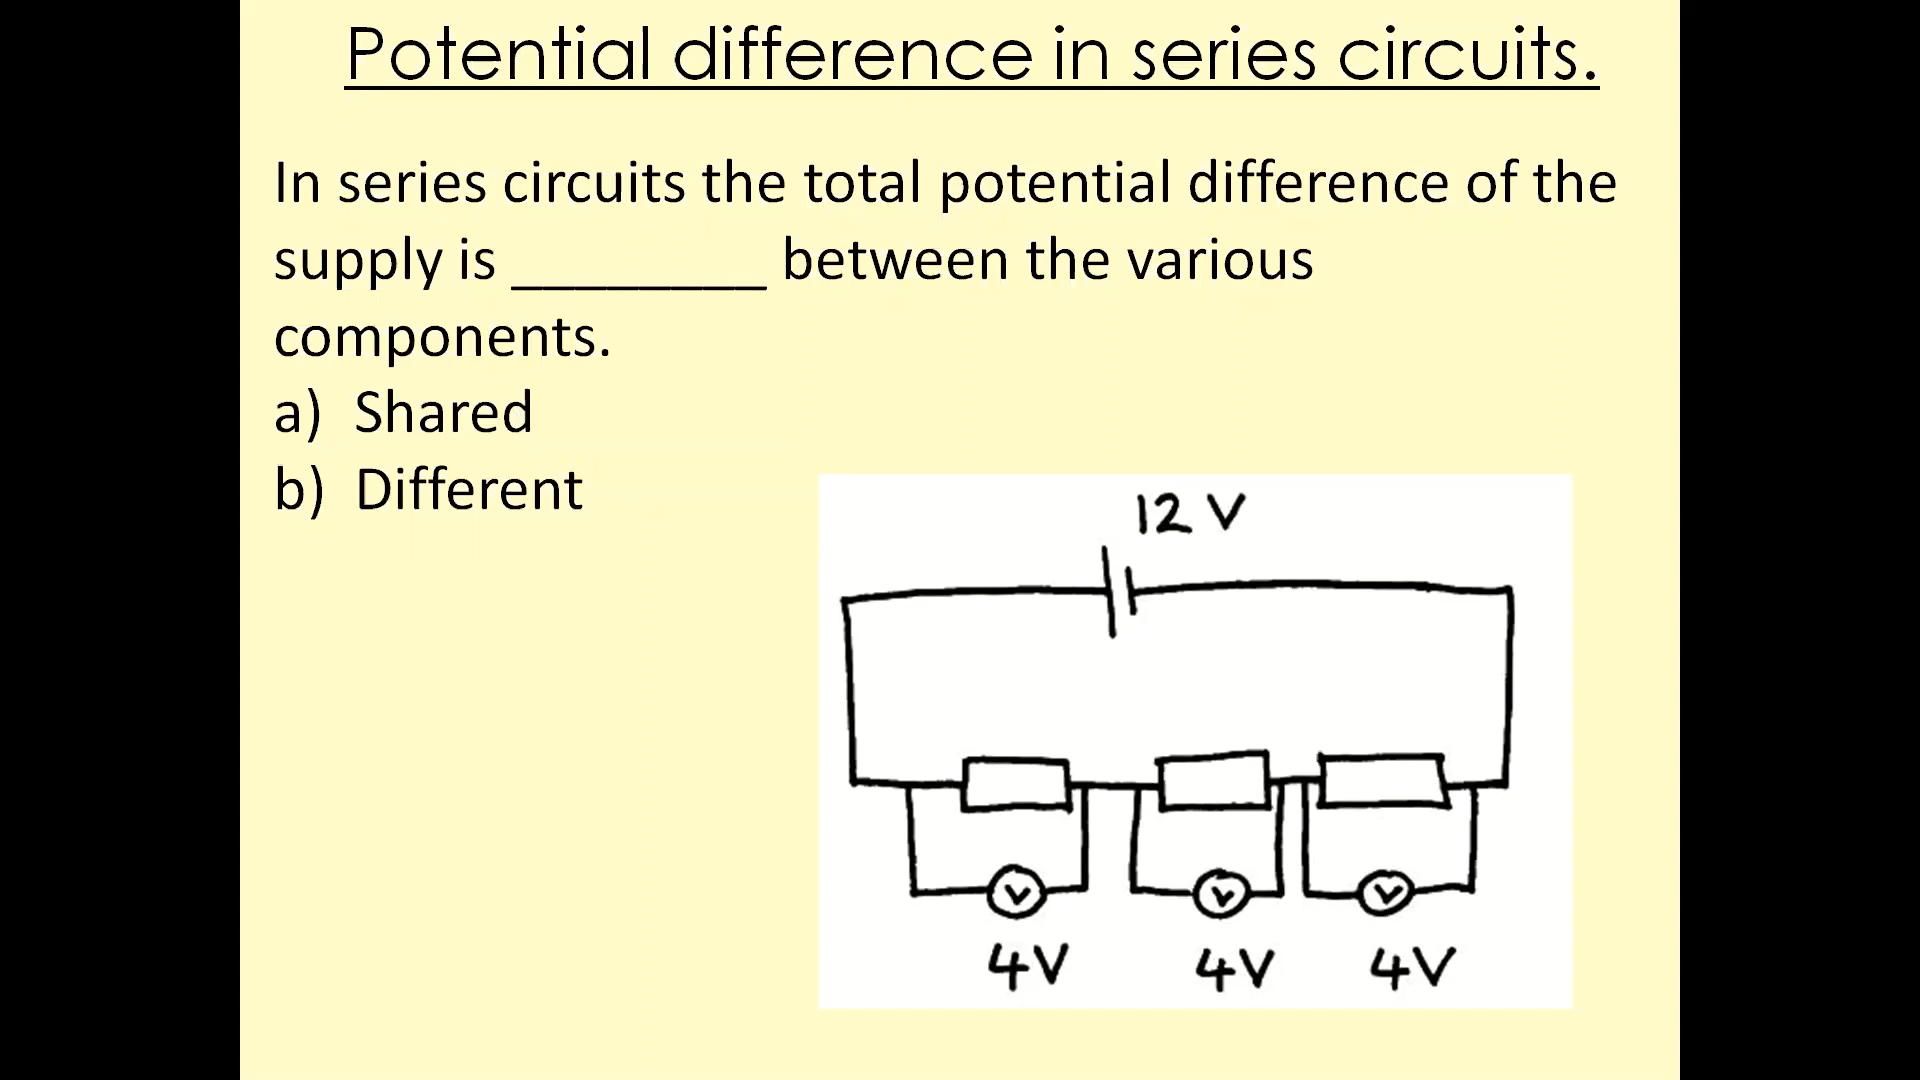 Potential difference in series circuits.
In series circuits the total potential difference of the
supply is ________ between the various
components.
a) Shared
b) Different
12 V
V V V
4V 4V 4V